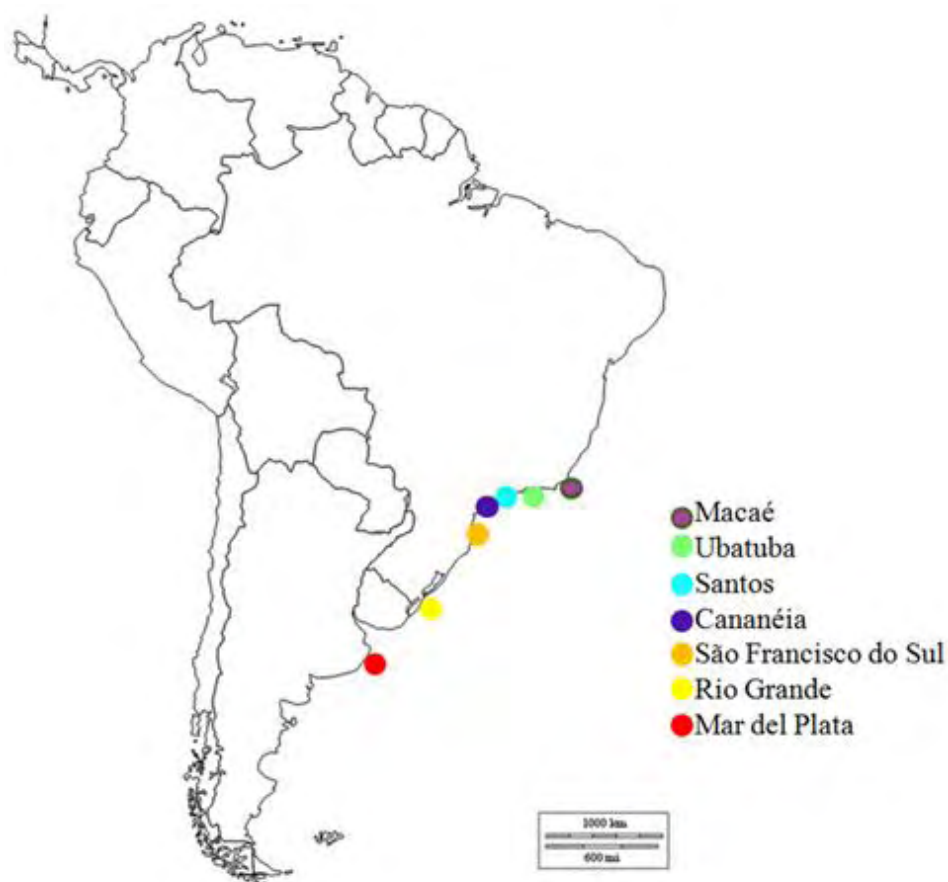 Macaé
Ubatuba
Santos
Cananéia
São Francisco do Sul
Rio Grande
Mar del Plata
1000 km
600 mi